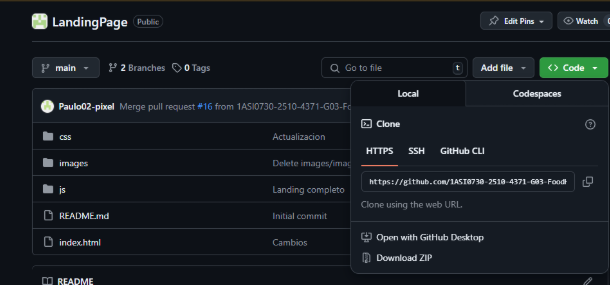 LandingPage Public
Edit Pins Watch
main 2 Branches 0 Tags
Go to file t
Add file Code
Paulo02-pixel Merge pull request #16 from 1ASI0730-2510-4371-G03-Foo
css Actualizacion
images Delete images/imag
js Landing completo
README.md Initial commit
index.html Cambios
README
Local Codespaces
Clone
HTTPS SSH GitHub CLI
https://github.com/1ASI0730-2510-4371-G03-Food
Clone using the web URL.
Open with GitHub Desktop
Download ZIP